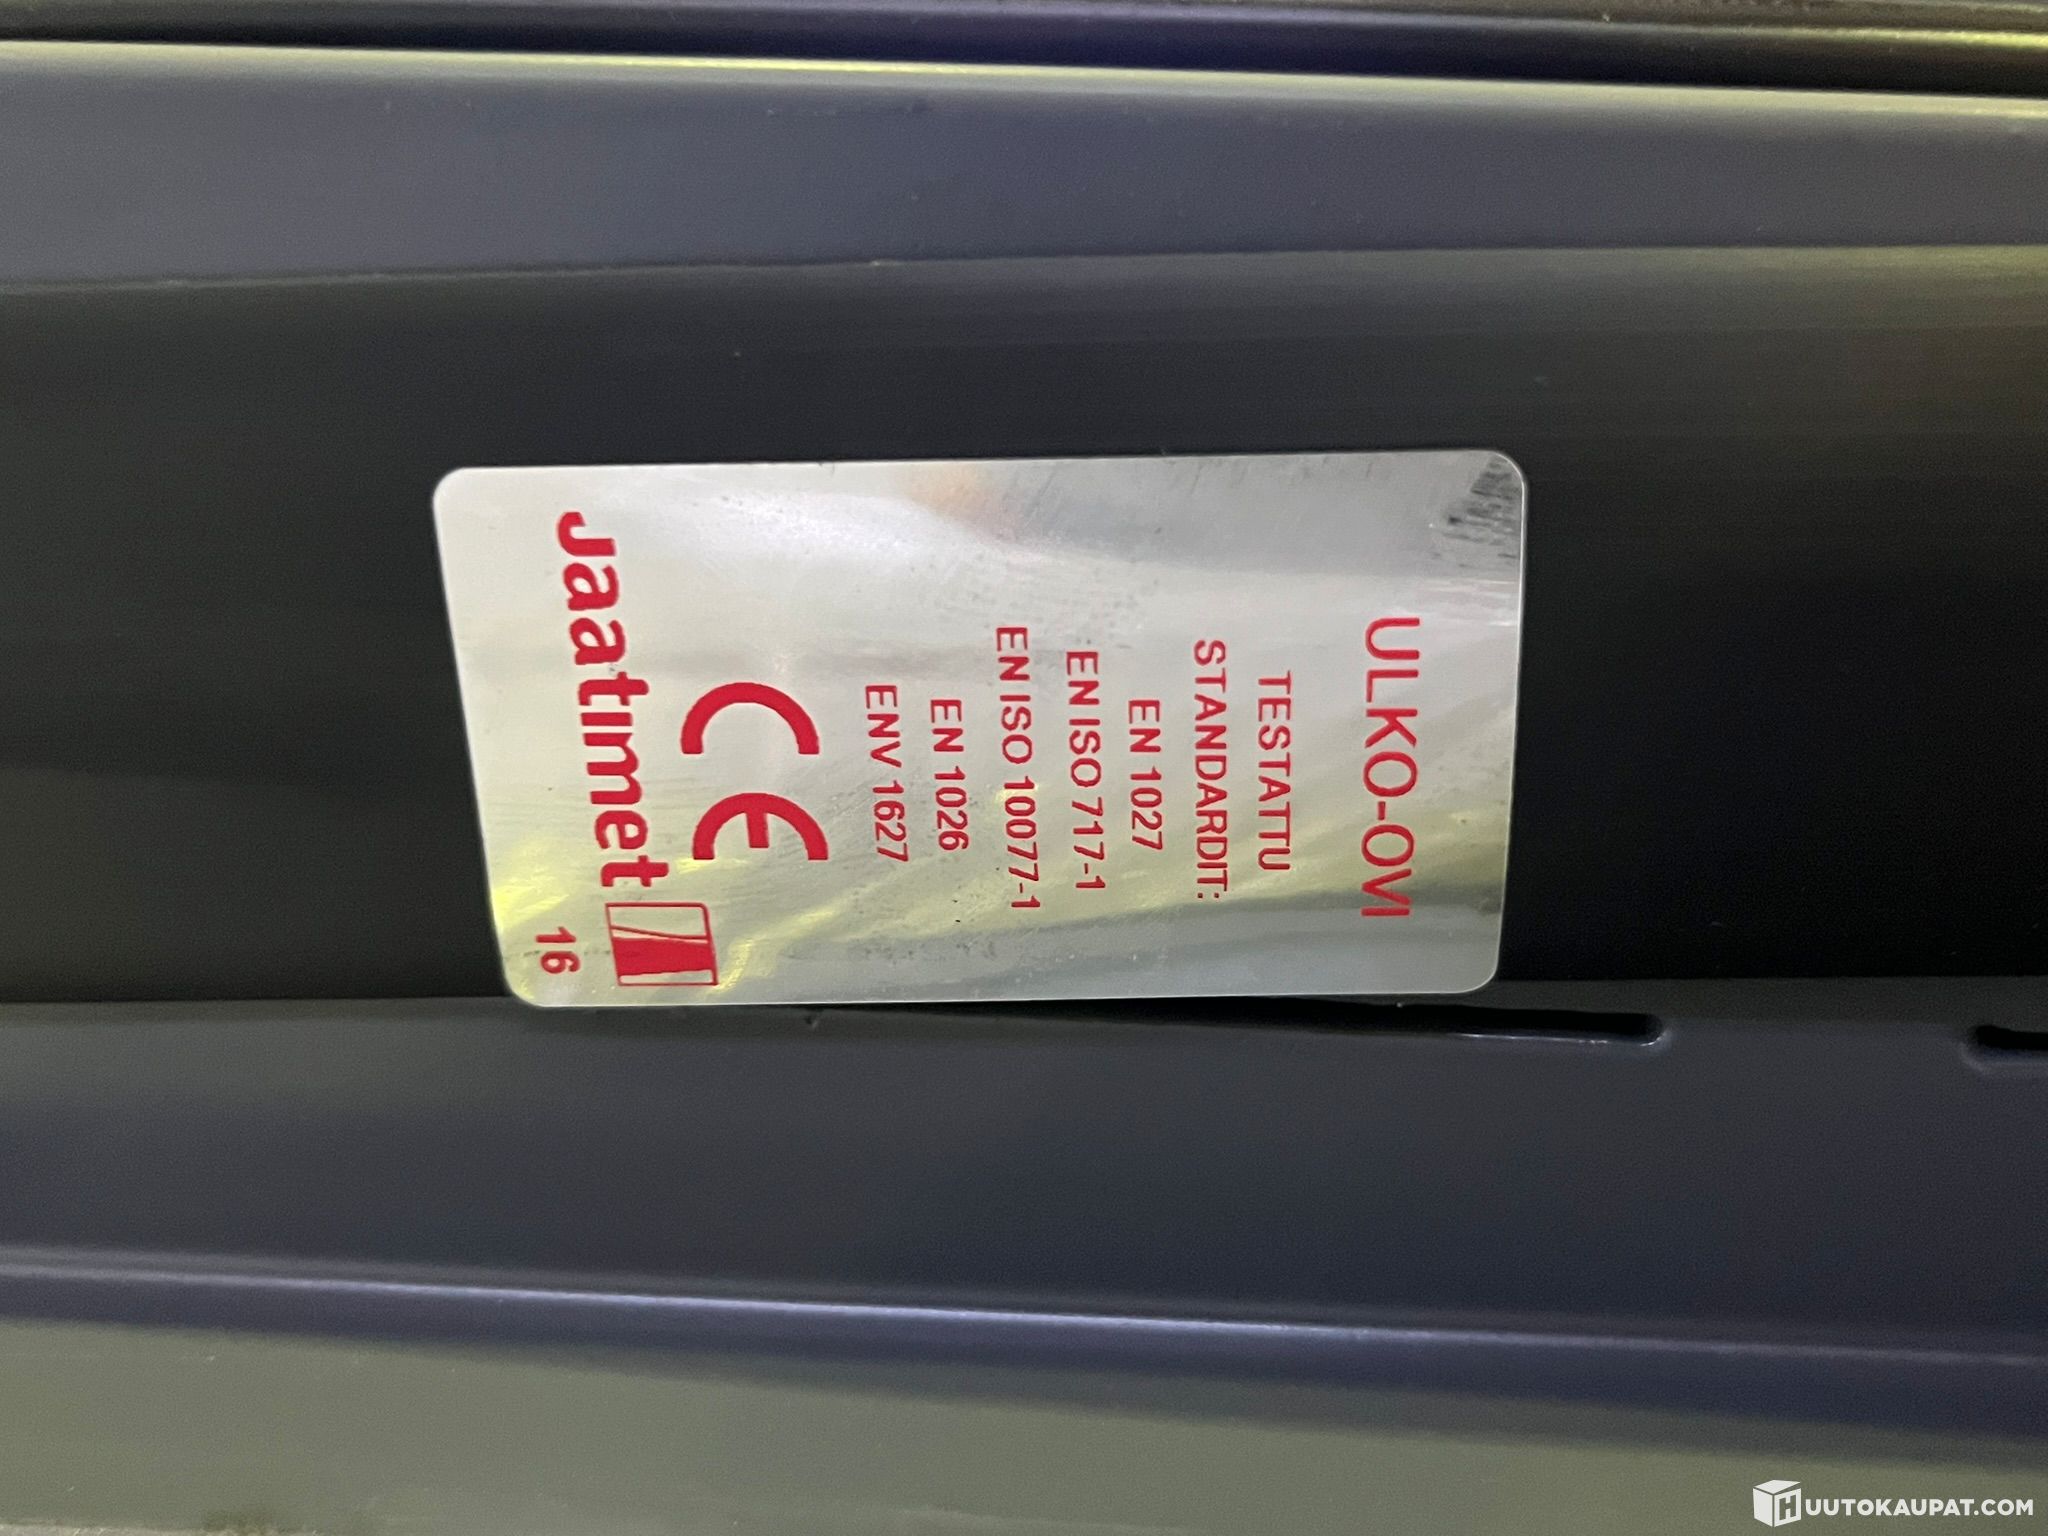 ULKO-OVI
TESTATTU
STANDARDIT:
EN 1027
EN ISO 717-1
EN ISO 10077-1
EN 1026
ENV 1627
CE
Jaatimet
16
HUUTOKAUPAT.COM